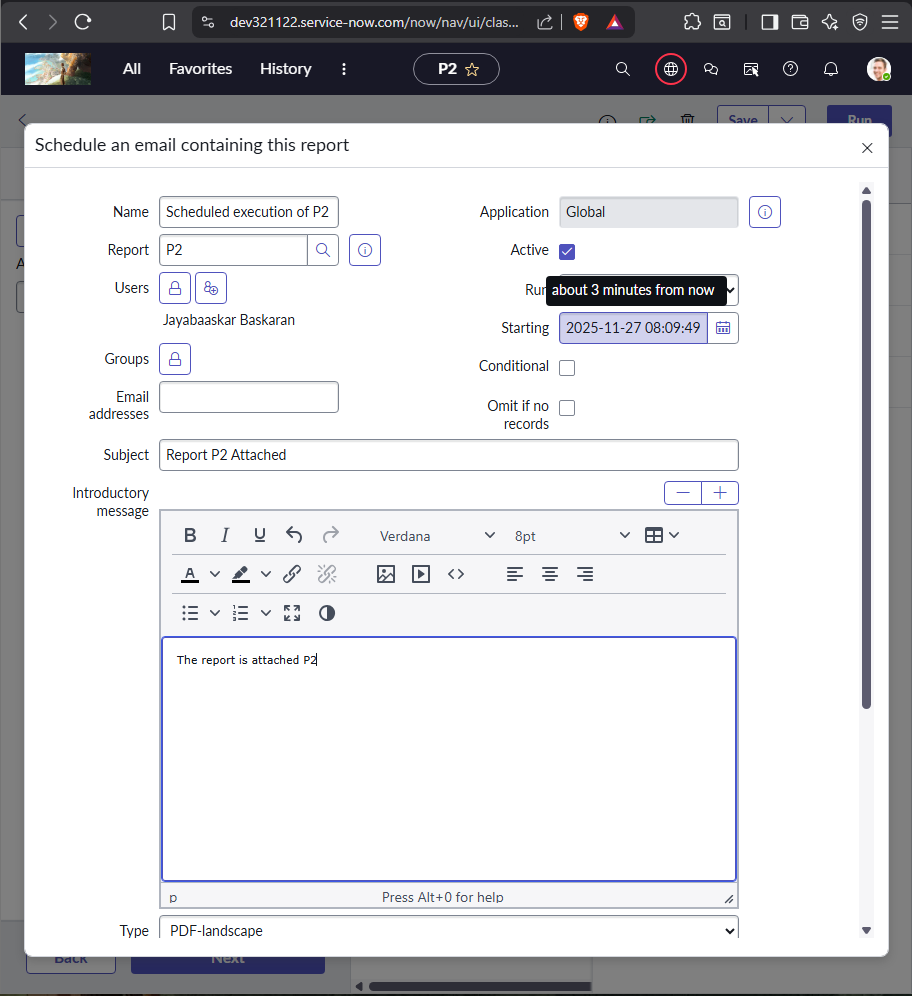 dev321122.service-now.com/now/nav/ui/clas...
All Favorites History P2
Save Run
Schedule an email containing this report
Name Scheduled execution of P2 Application Global
Report P2 Active
Users Run about 3 minutes from now
Jayabaaskar Baskaran Starting 2025-11-27 08:09:49
Groups Conditional
Email addresses Omit if no records
Subject Report P2 Attached
Introductory
message
B I U Verdana 8pt
A
The report is attached P2
p Press Alt+0 for help
Type PDF-landscape
Back Next